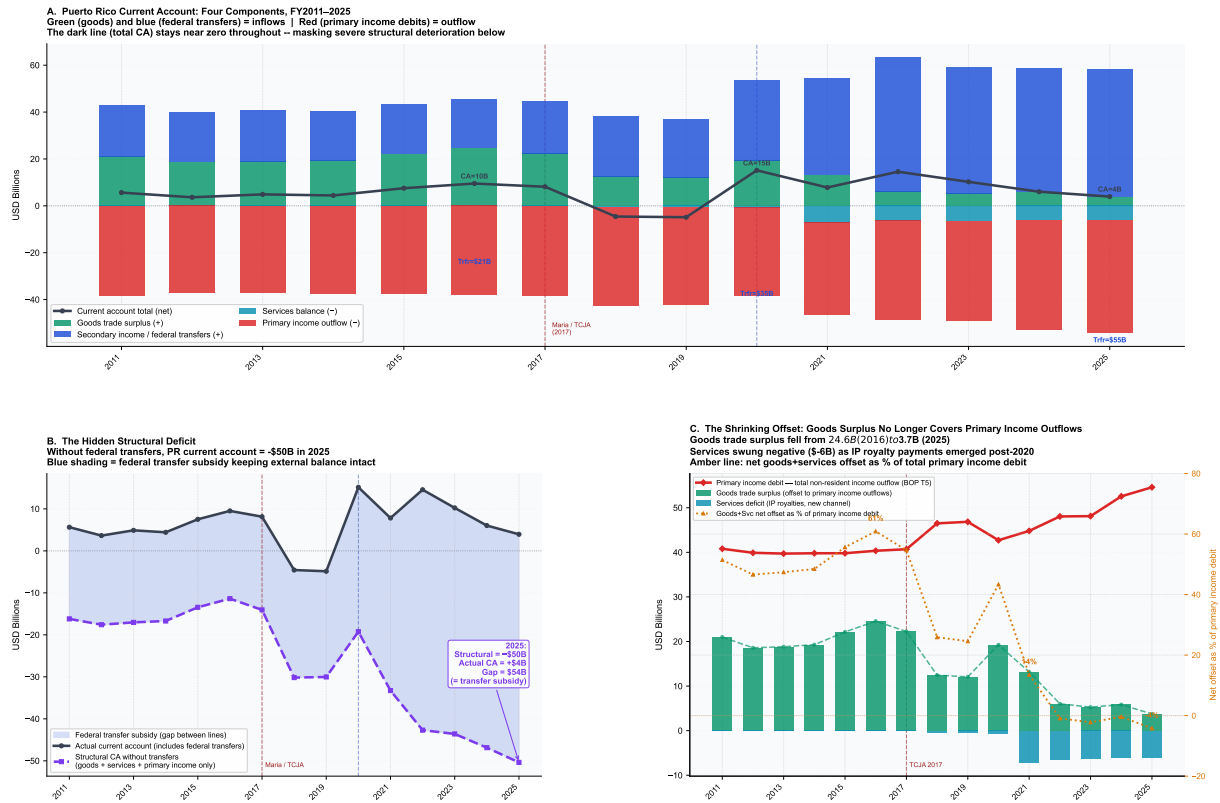 A.  Puerto Rico Current Account: Four Components, FY2011–2025
Green (goods) and blue (federal transfers) = inflows  |  Red (primary income debits) = outflow
The dark line (total CA) stays near zero throughout -- masking severe structural deterioration below
USD Billions
60
40
20
0
−20
−40
CA=10B
CA=15B
CA=4B
Trfr=$21B
Trfr=$35B
Trfr=$55B
Maria / TCJA
(2017)
Current account total (net)
Goods trade surplus (+)
Secondary income / federal transfers (+)
Services balance (−)
Primary income outflow (−)
2011
2013
2015
2017
2019
2021
2023
2025
B.  The Hidden Structural Deficit
Without federal transfers, PR current account = -$50B in 2025
Blue shading = federal transfer subsidy keeping external balance intact
USD Billions
10
0
−10
−20
−30
−40
−50
2025:
Structural = −$50B
Actual CA = +$4B
Gap = $54B
(= transfer subsidy)
Federal transfer subsidy (gap between lines)
Actual current account (includes federal transfers)
Structural CA without transfers
(goods + services + primary income only)
Maria / TCJA
2011
2013
2015
2017
2019
2021
2023
2025
C.  The Shrinking Offset: Goods Surplus No Longer Covers Primary Income Outflows
Goods trade surplus fell from 24.6B(2016)to3.7B (2025)
Services swung negative ($-6B) as IP royalty payments emerged post-2020
Amber line: net goods+services offset as % of total primary income debit
Primary income debit — total non-resident income outflow (BOP T5)
Goods trade surplus (offset to primary income outflows)
Services deficit (IP royalties, new channel)
Goods+Svc net offset as % of primary income debit
61%
USD Billions
50
40
30
20
10
0
−10
80
60
40
20
0
−20
Net offset as % of primary income debit
TCJA 2017
2011
2013
2015
2017
2019
2021
2023
2025